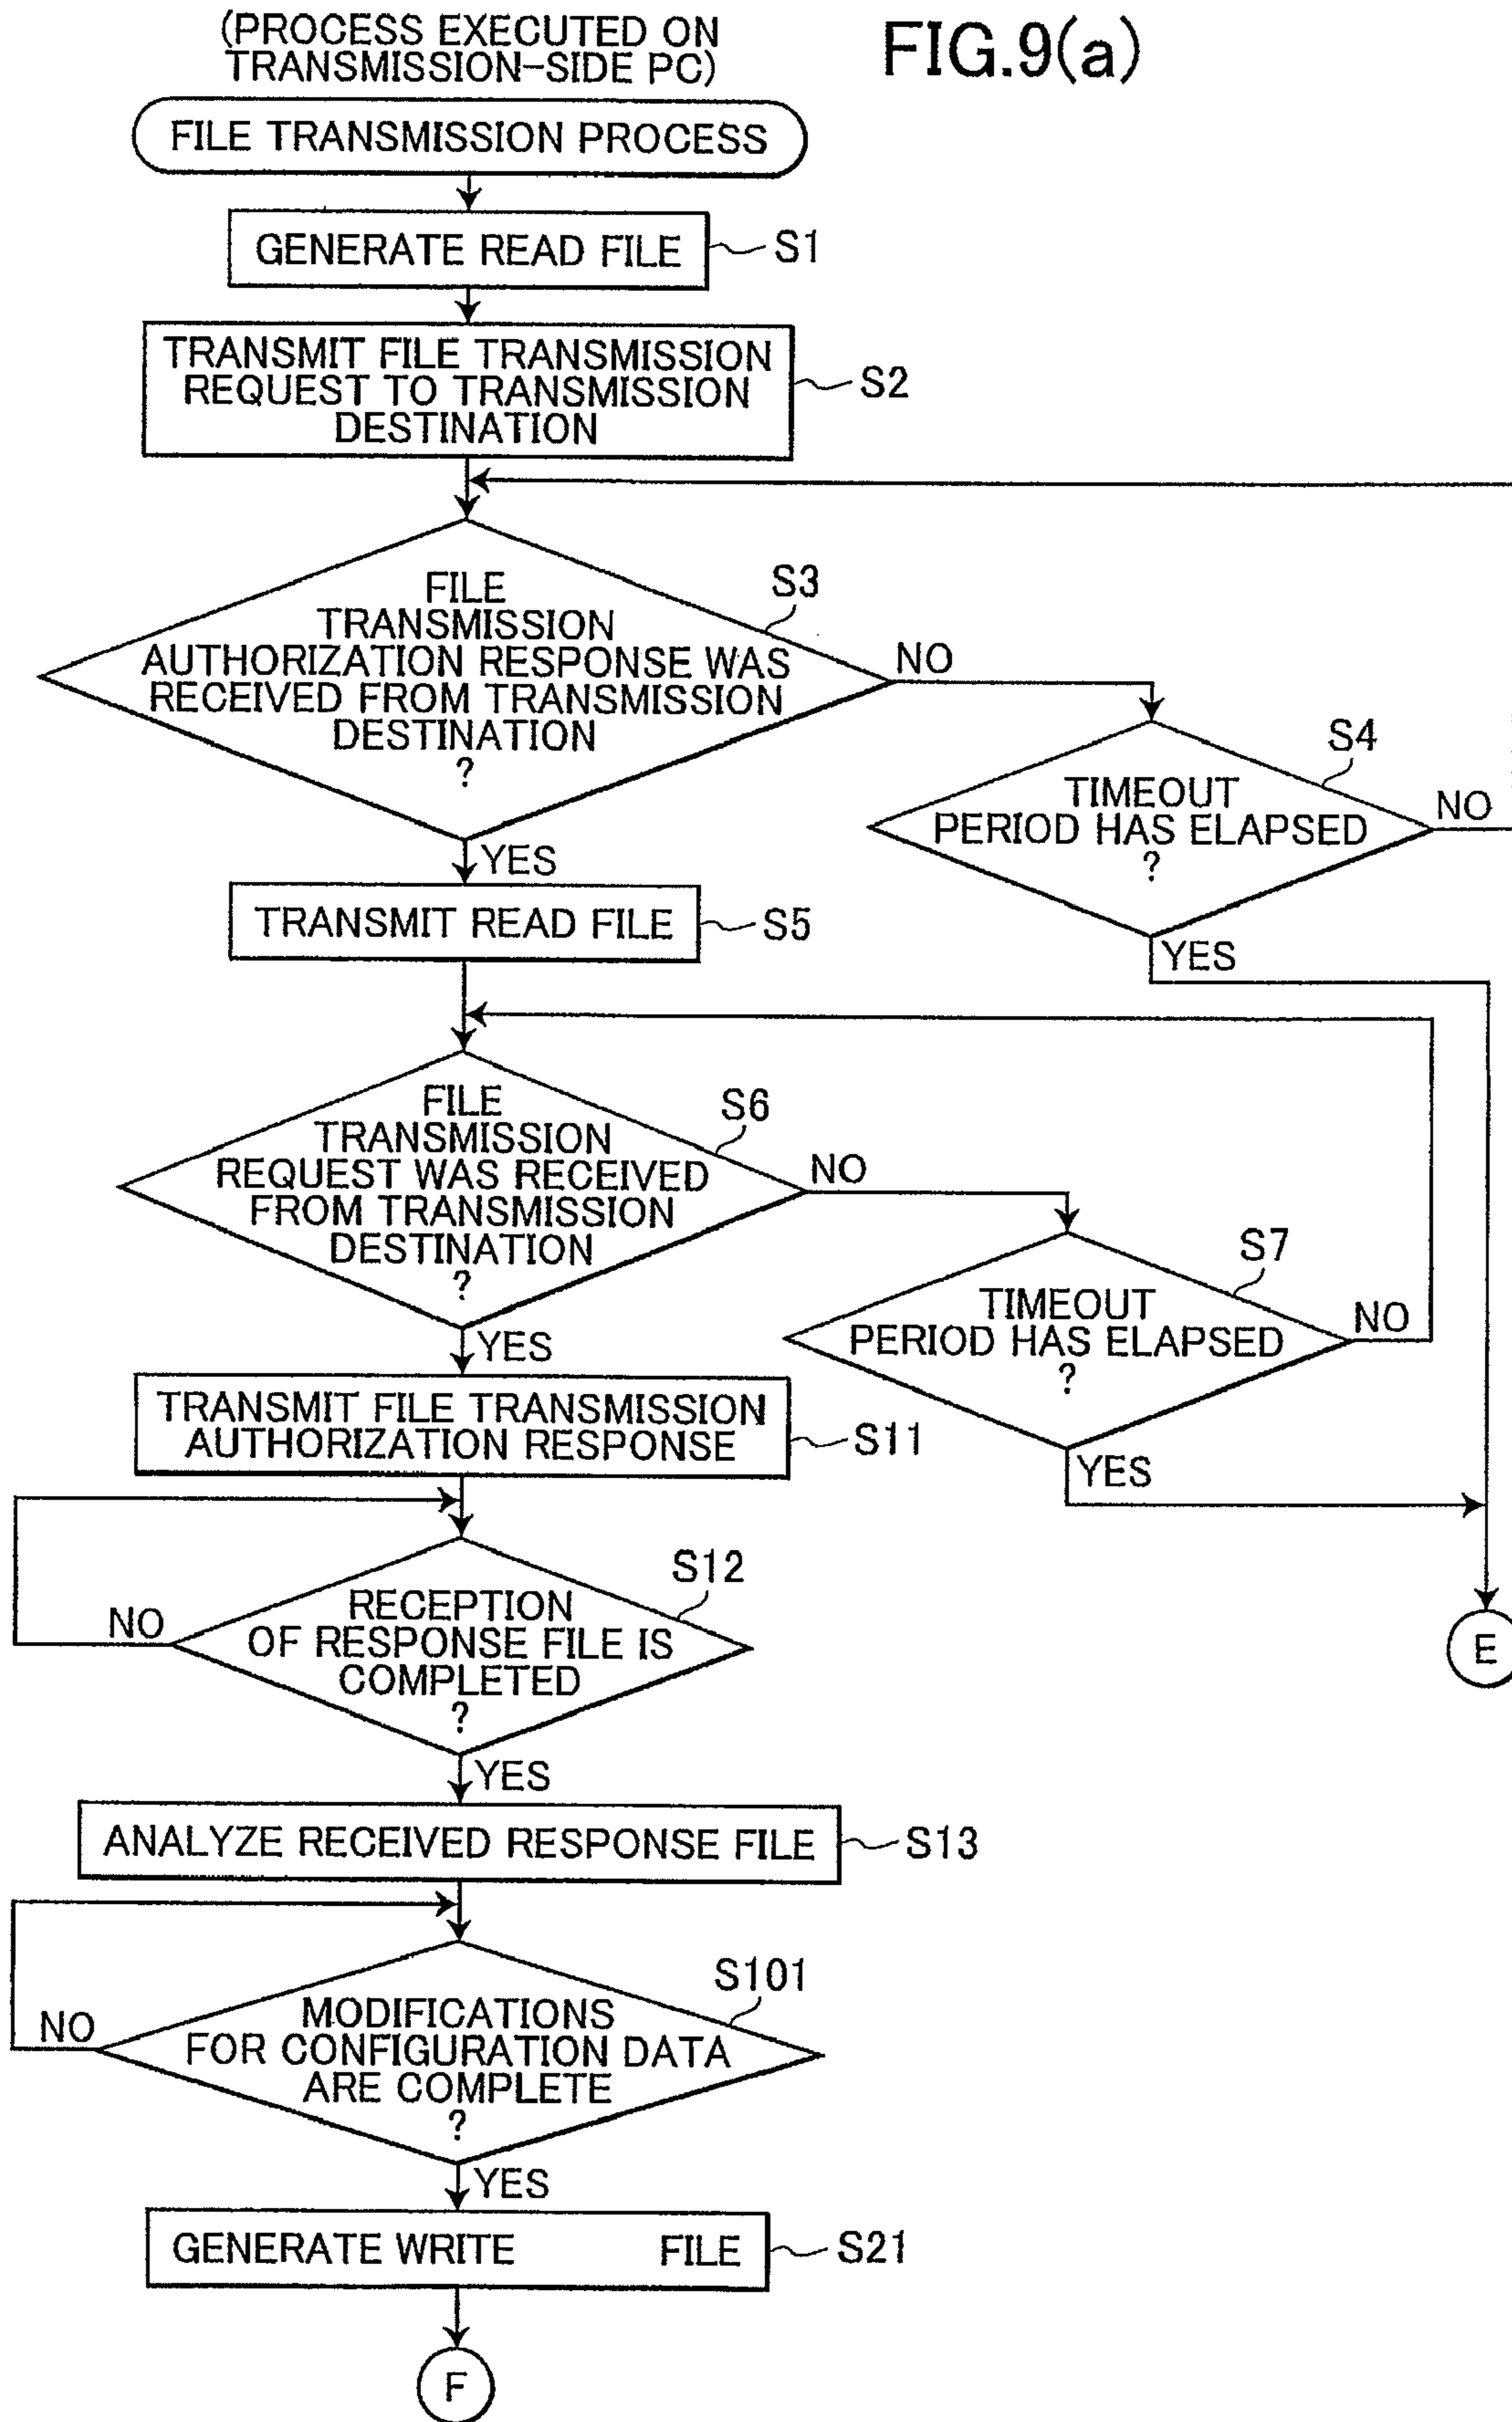 (PROCESS EXECUTED ON
TRANSMISSION-SIDE PC)
FIG.9(a)
FILE TRANSMISSION PROCESS
GENERATE READ FILE
S1
TRANSMIT FILE TRANSMISSION
REQUEST TO TRANSMISSION
DESTINATION
S2
FILE
TRANSMISSION
AUTHORIZATION RESPONSE WAS
RECEIVED FROM TRANSMISSION
DESTINATION
?
S3
NO
TIMEOUT
PERIOD HAS ELAPSED
?
S4
NO
YES
YES
TRANSMIT READ FILE
S5
FILE
TRANSMISSION
REQUEST WAS RECEIVED
FROM TRANSMISSION
DESTINATION
?
S6
NO
TIMEOUT
PERIOD HAS ELAPSED
?
S7
NO
YES
YES
TRANSMIT FILE TRANSMISSION
AUTHORIZATION RESPONSE
S11
RECEPTION
OF RESPONSE FILE IS
COMPLETED
?
S12
NO
E
YES
ANALYZE RECEIVED RESPONSE FILE
S13
MODIFICATIONS
FOR CONFIGURATION DATA
ARE COMPLETE
?
S101
NO
YES
GENERATE WRITE FILE
S21
F